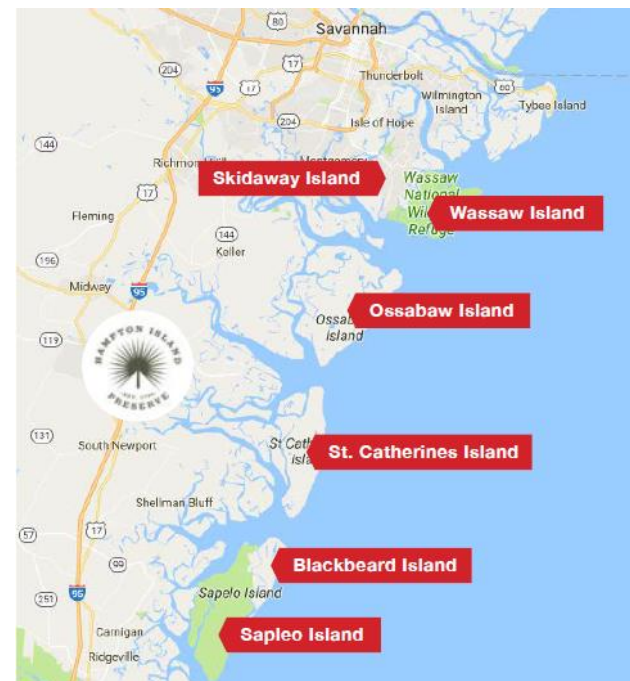 80
Savannah
17
204
Thunderbolt
95
17
Wilmington
Island
80
Tybee Island
204
Isle of Hope
144
Richmon
Skidaway Island
Wassaw
National
Wil
Refuge
Wassaw Island
17
Fleming
144
Keller
196
Midway
95
Ossabaw Island
Ossab
island
119
HAMPTON ISLAND
PRESERVE
131
South Newport
St Cath
isl
St. Catherines Island
Shellman Bluff
57
17
99
Blackbeard Island
95
251
Sapelo Island
Carnigan
Sapleo Island
Ridgeville